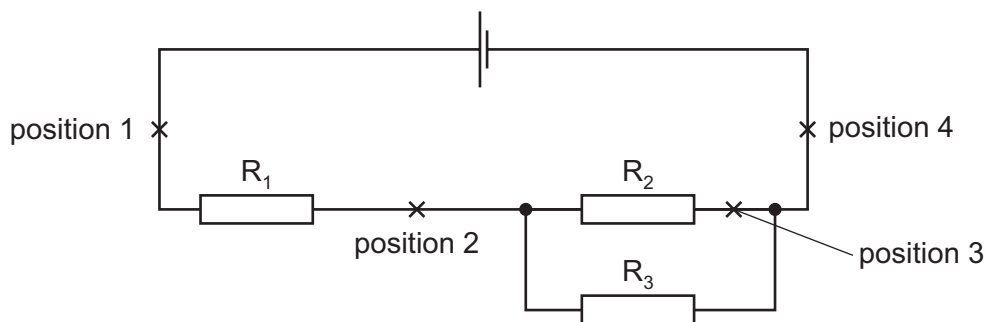 position 1
position 4
R₁
R₂
position 2
position 3
R₃